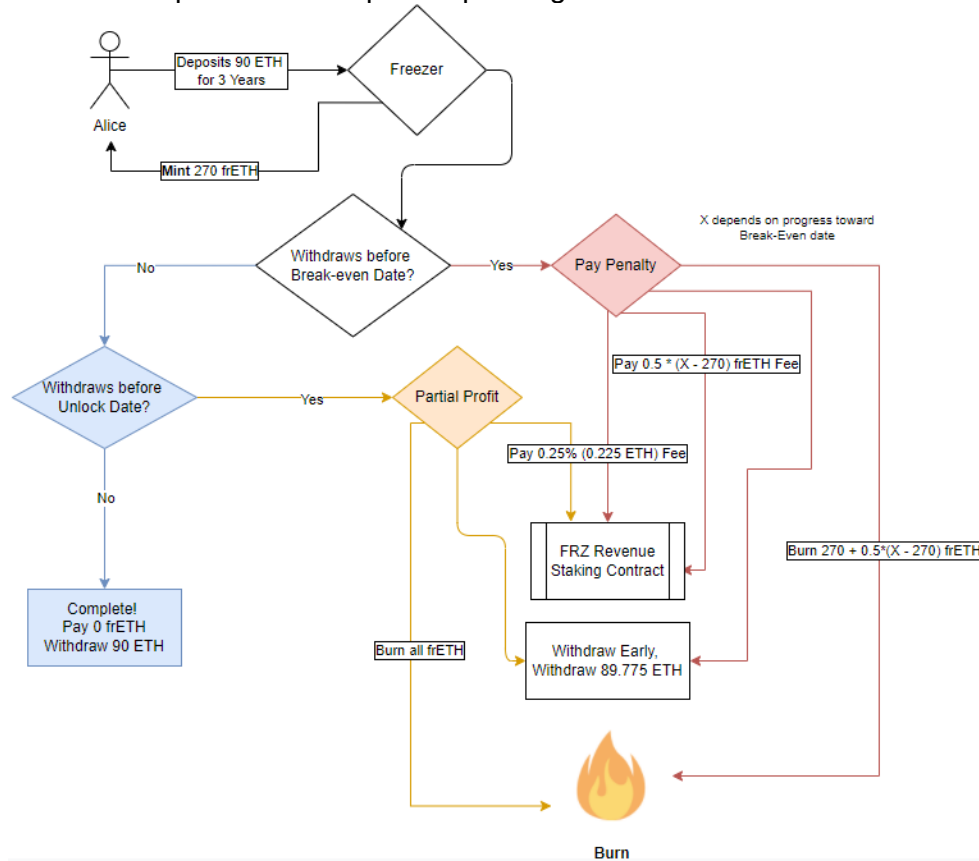 Deposits 90 ETH
for 3 Years
Freezer
Alice
Mint 270 frETH
X depends on progress toward
Break-Even date
Withdraws before
Break-even Date?
No
Yes
Pay Penalty
Pay 0.5 * (X - 270) frETH Fee
Withdraws before
Unlock Date?
Yes
Partial Profit
Pay 0.25% (0.225 ETH) Fee
No
FRZ Revenue
Staking Contract
Burn 270 + 0.5*(X - 270) frETH
Complete!
Pay 0 frETH
Withdraw 90 ETH
Burn all frETH
Withdraw Early,
Withdraw 89.775 ETH
Burn